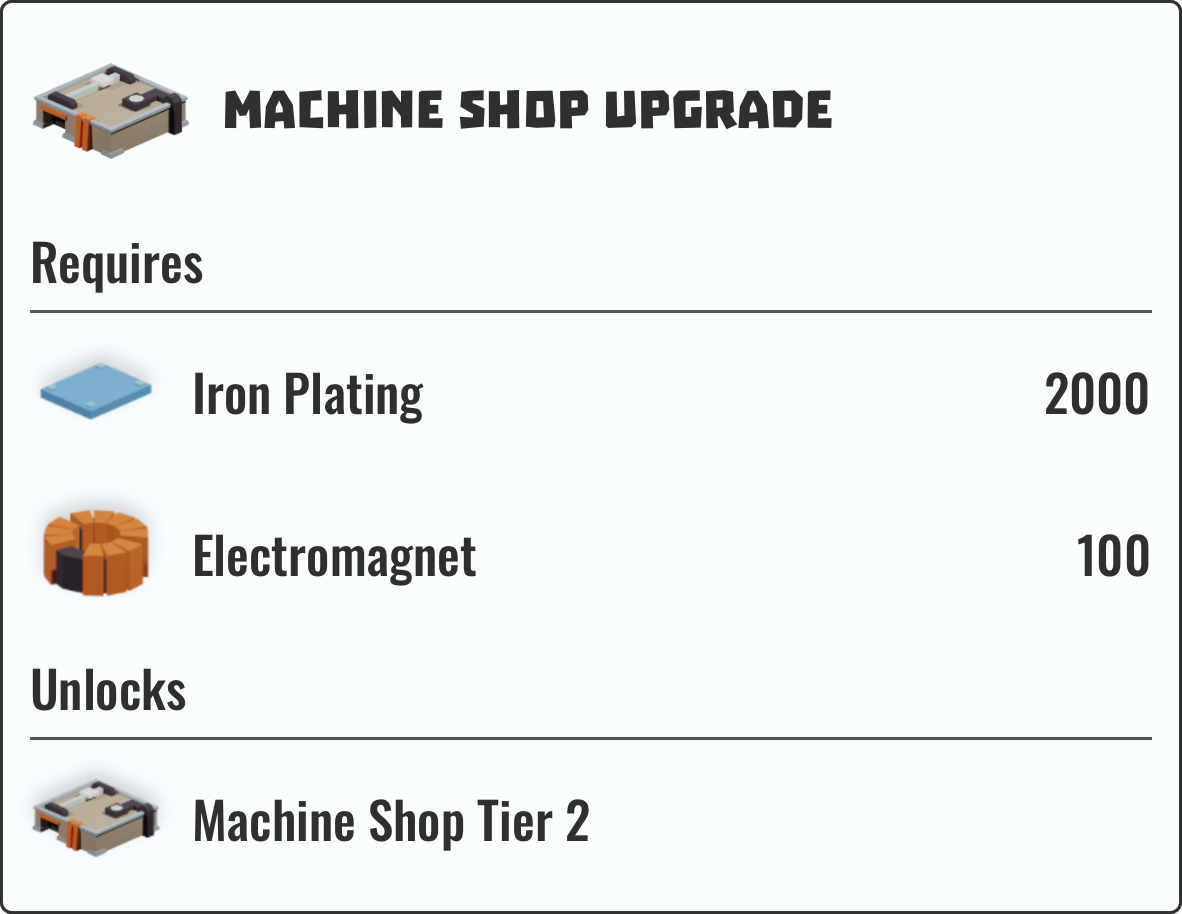 MACHINE SHOP UPGRADE
Requires
Iron Plating 2000
Electromagnet 100
Unlocks
Machine Shop Tier 2